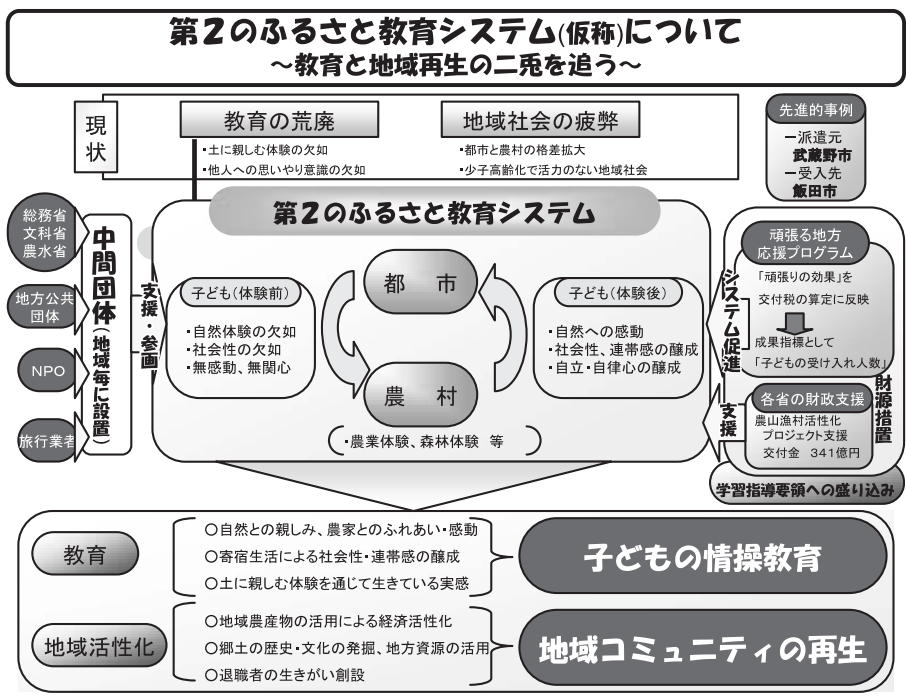 第2のふるさと教育システム(仮称)について
～教育と地域再生の二兎を追う～
現状
教育の荒廃
・土に親しむ体験の欠如
・他人への思いやり意識の欠如
地域社会の疲弊
・都市と農村の格差拡大
・少子高齢化で活力のない地域社会
先進的事例
－派遣元
武蔵野市
－受入先
飯田市
総務省
文科省
農水省
地方公共
団体
NPO
旅行業者
中間団体(地域毎に設置)
支援・参画
第2のふるさと教育システム
子ども(体験前)
・自然体験の欠如
・社会性の欠如
・無感動、無関心
都 市
農 村
・農業体験、森林体験 等
子ども(体験後)
・自然への感動
・社会性、連帯感の醸成
・自立・自律心の醸成
システム促進
支援
頑張る地方
応援プログラム
「頑張りの効果」を
交付税の算定に反映
成果指標として
「子どもの受け入れ人数」
各省の財政支援
農山漁村活性化
プロジェクト支援
交付金 341億円
財源措置
学習指導要領への盛り込み
教育
○自然との親しみ、農家とのふれあい・感動
○寄宿生活による社会性・連帯感の醸成
○土に親しむ体験を通じて生きている実感
子どもの情操教育
地域活性化
○地域農産物の活用による経済活性化
○郷土の歴史・文化の発掘、地方資源の活用
○退職者の生きがい創設
地域コミュニティの再生